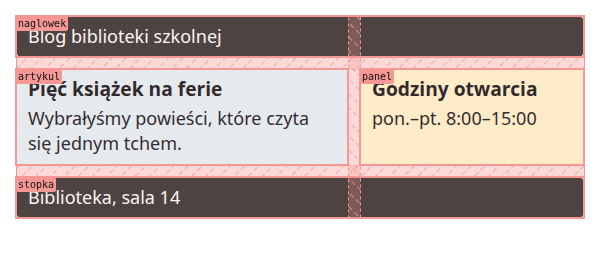 naglowek
Blog biblioteki szkolnej
artykul
Pięć książek na ferie
Wybrałyśmy powieści, które czyta
się jednym tchem.
panel
Godziny otwarcia
pon.–pt. 8:00–15:00
stopka
Biblioteka, sala 14